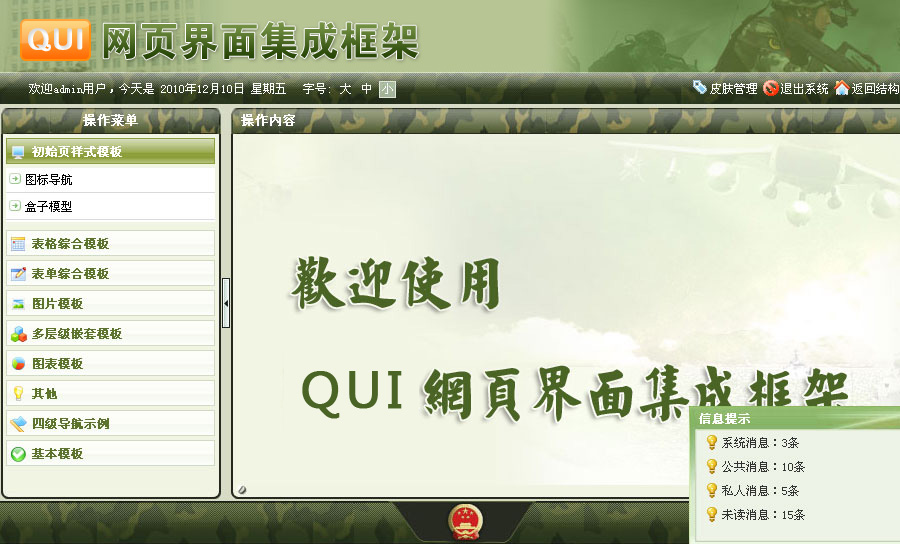 QUI 网页界面集成框架
欢迎admin用户，今天是 2010年12月10日 星期五 字号: 大 中 小
皮肤管理 退出系统 返回结构
操作菜单
初始页样式模板
图标导航
盒子模型
表格综合模板
表单综合模板
图片模板
多层级嵌套模板
图表模板
其他
四级导航示例
基本模板
操作内容
歡迎使用
QUI 網頁界面集成框架
信息提示
系统消息：3条
公共消息：10条
私人消息：5条
未读消息：15条